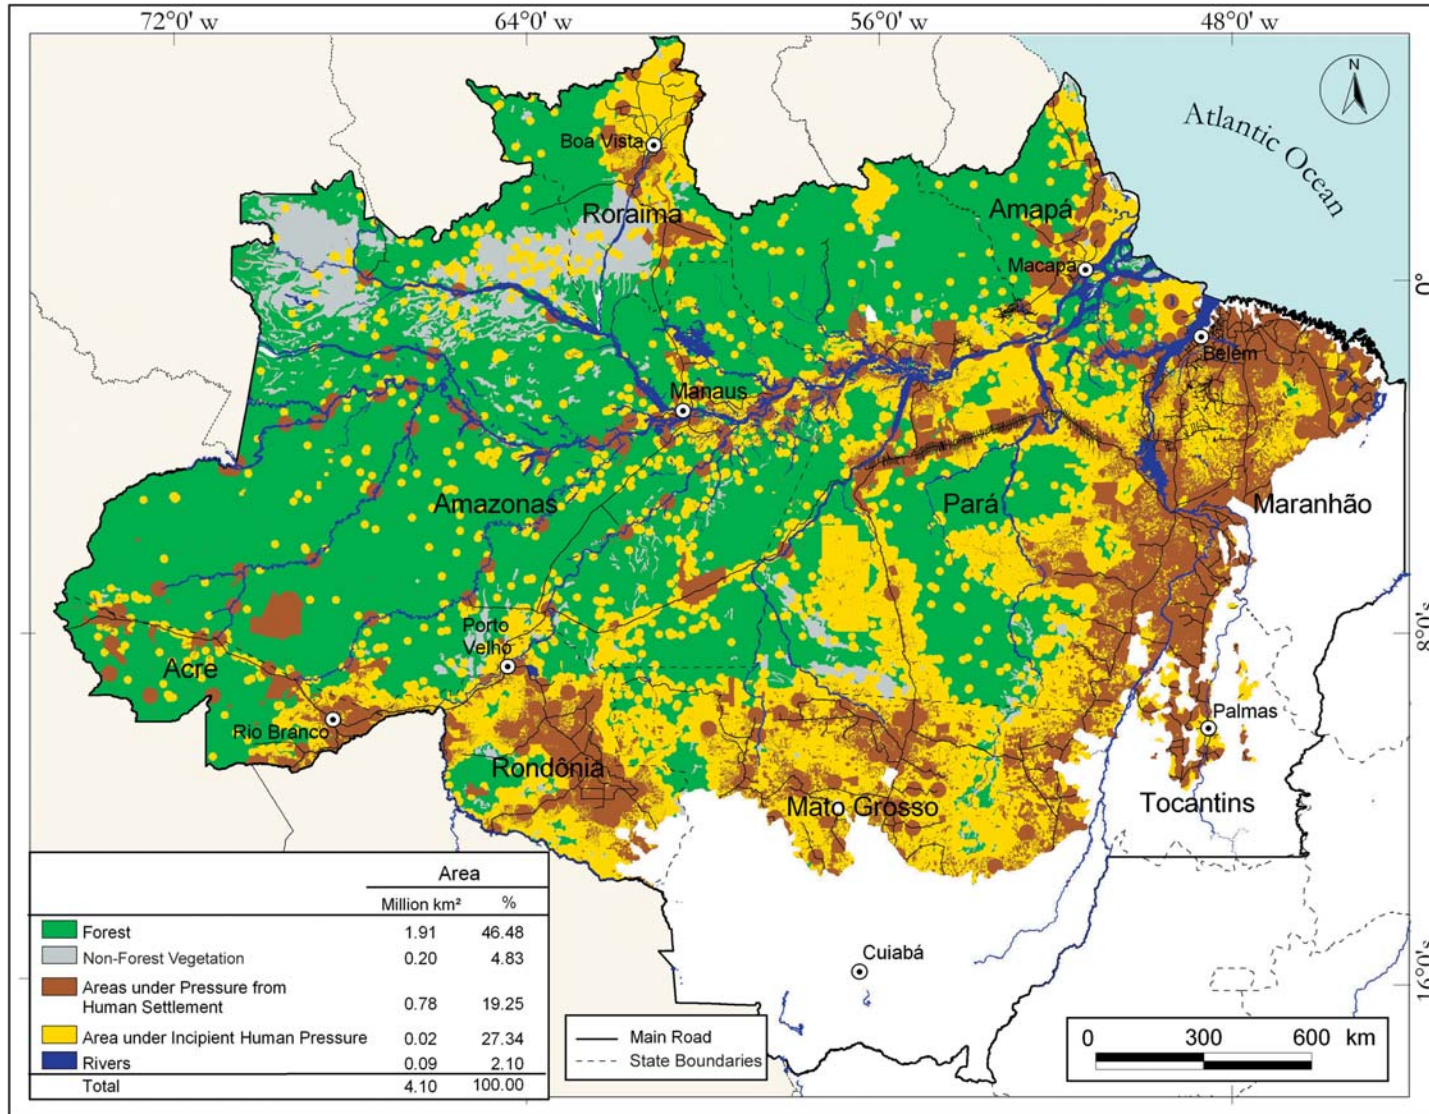 72°0' w 64°0' w 56°0' w 48°0' w
N
Atlantic Ocean
Boa Vista
Roraima
Amapá
Macapá
0°
Belém
Manaus
Amazonas
Pará
Maranhão
Porto
Velho
8°0's
Acre
Rio Branco
Palmas
Rondônia
Mato Grosso
Tocantins
Area
Million km² %
Forest 1.91 46.48
Non-Forest Vegetation 0.20 4.83
Areas under Pressure from
Human Settlement 0.78 19.25
Area under Incipient Human Pressure 0.02 27.34
Rivers 0.09 2.10
Total 4.10 100.00
Cuiabá
16°0's
Main Road
State Boundaries
0 300 600 km